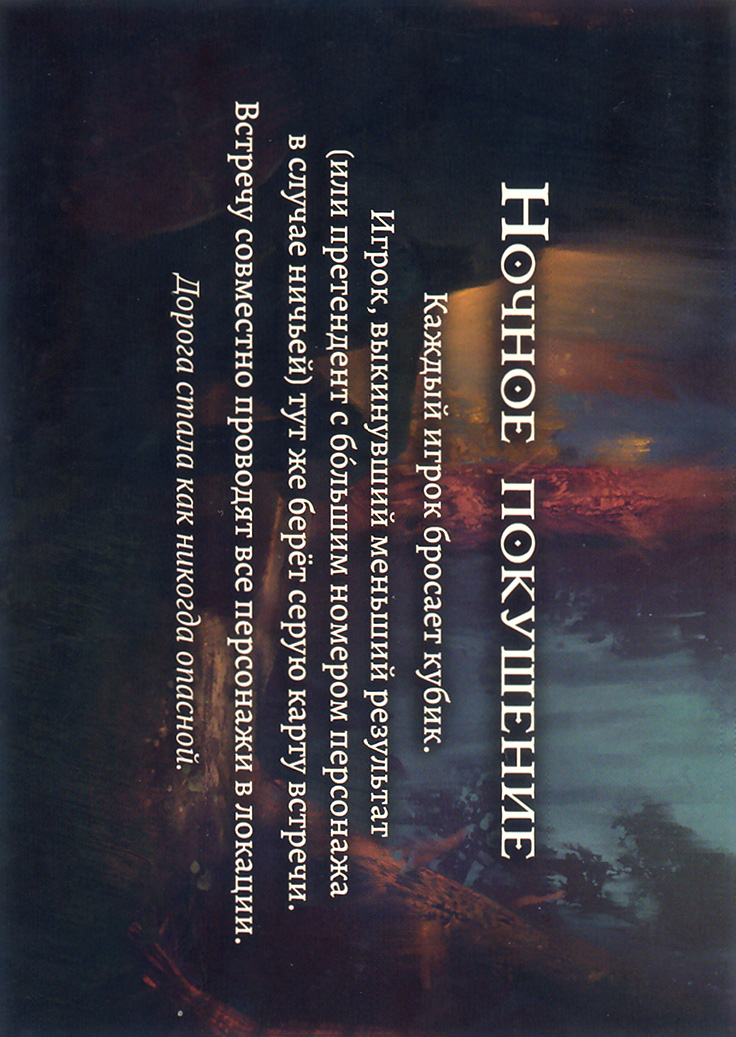 Ночное покушение
Каждый игрок бросает кубик.
Игрок, выкинувший меньший результат
(или претендент с бо́льшим номером персонажа
в случае ничьей) тут же берёт серую карту встречи.
Встречу совместно проводят все персонажи в локации.
Дорога стала как никогда опасной.